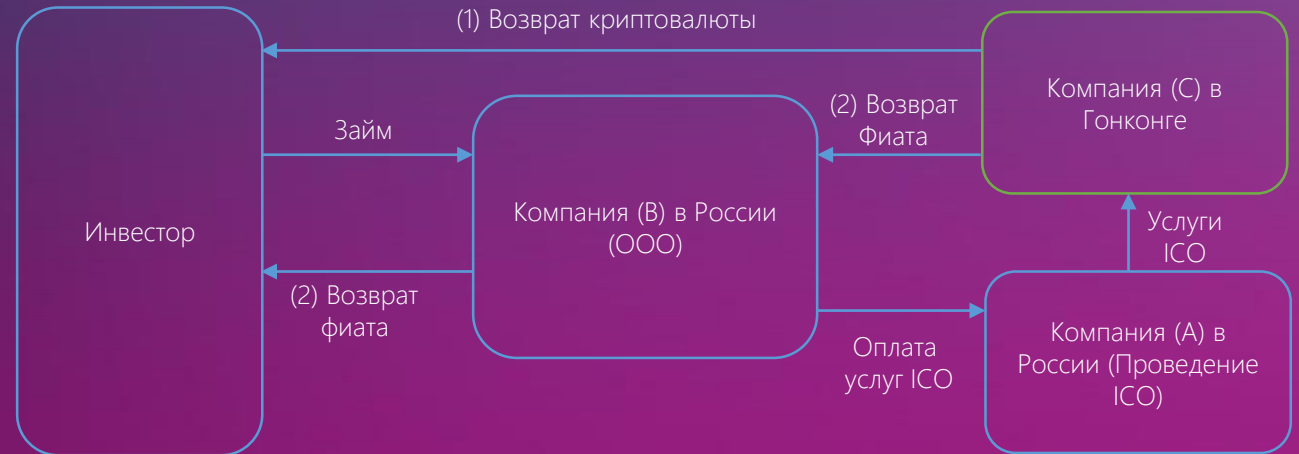 (1) Возврат криптовалюты
Компания (С) в
Гонконге
(2) Возврат
Фиата
Займ
Инвестор
Компания (В) в России
(ООО)
Услуги
ICO
(2) Возврат
фиата
Оплата
услуг ICO
Компания (А) в
России (Проведение
ICO)